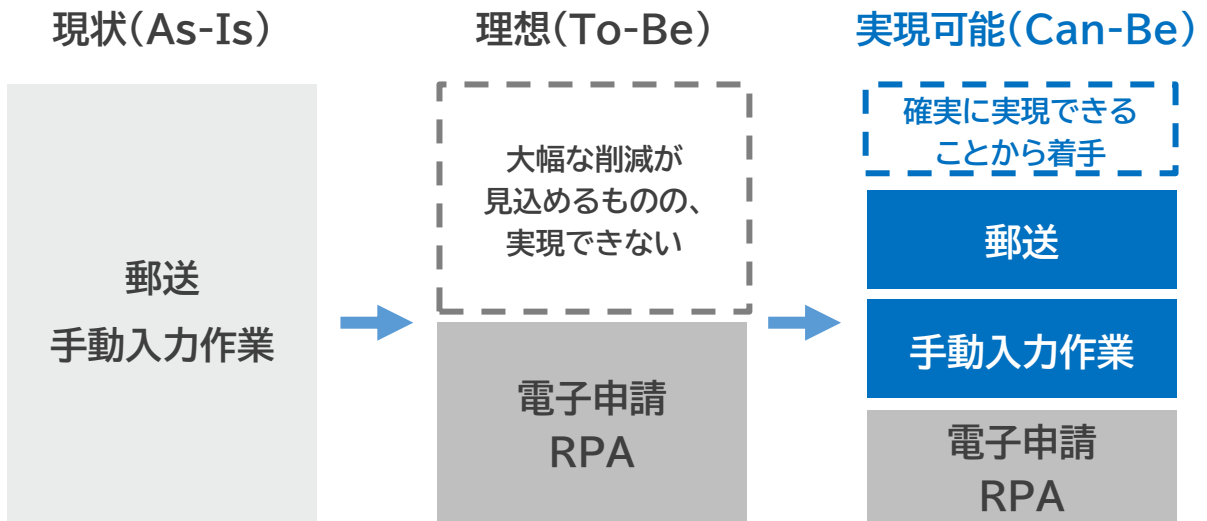 現状(As-Is)
理想(To-Be)
実現可能(Can-Be)
郵送
手動入力作業
大幅な削減が
見込めるものの、
実現できない
電子申請
RPA
確実に実現できる
ことから着手
郵送
手動入力作業
電子申請
RPA